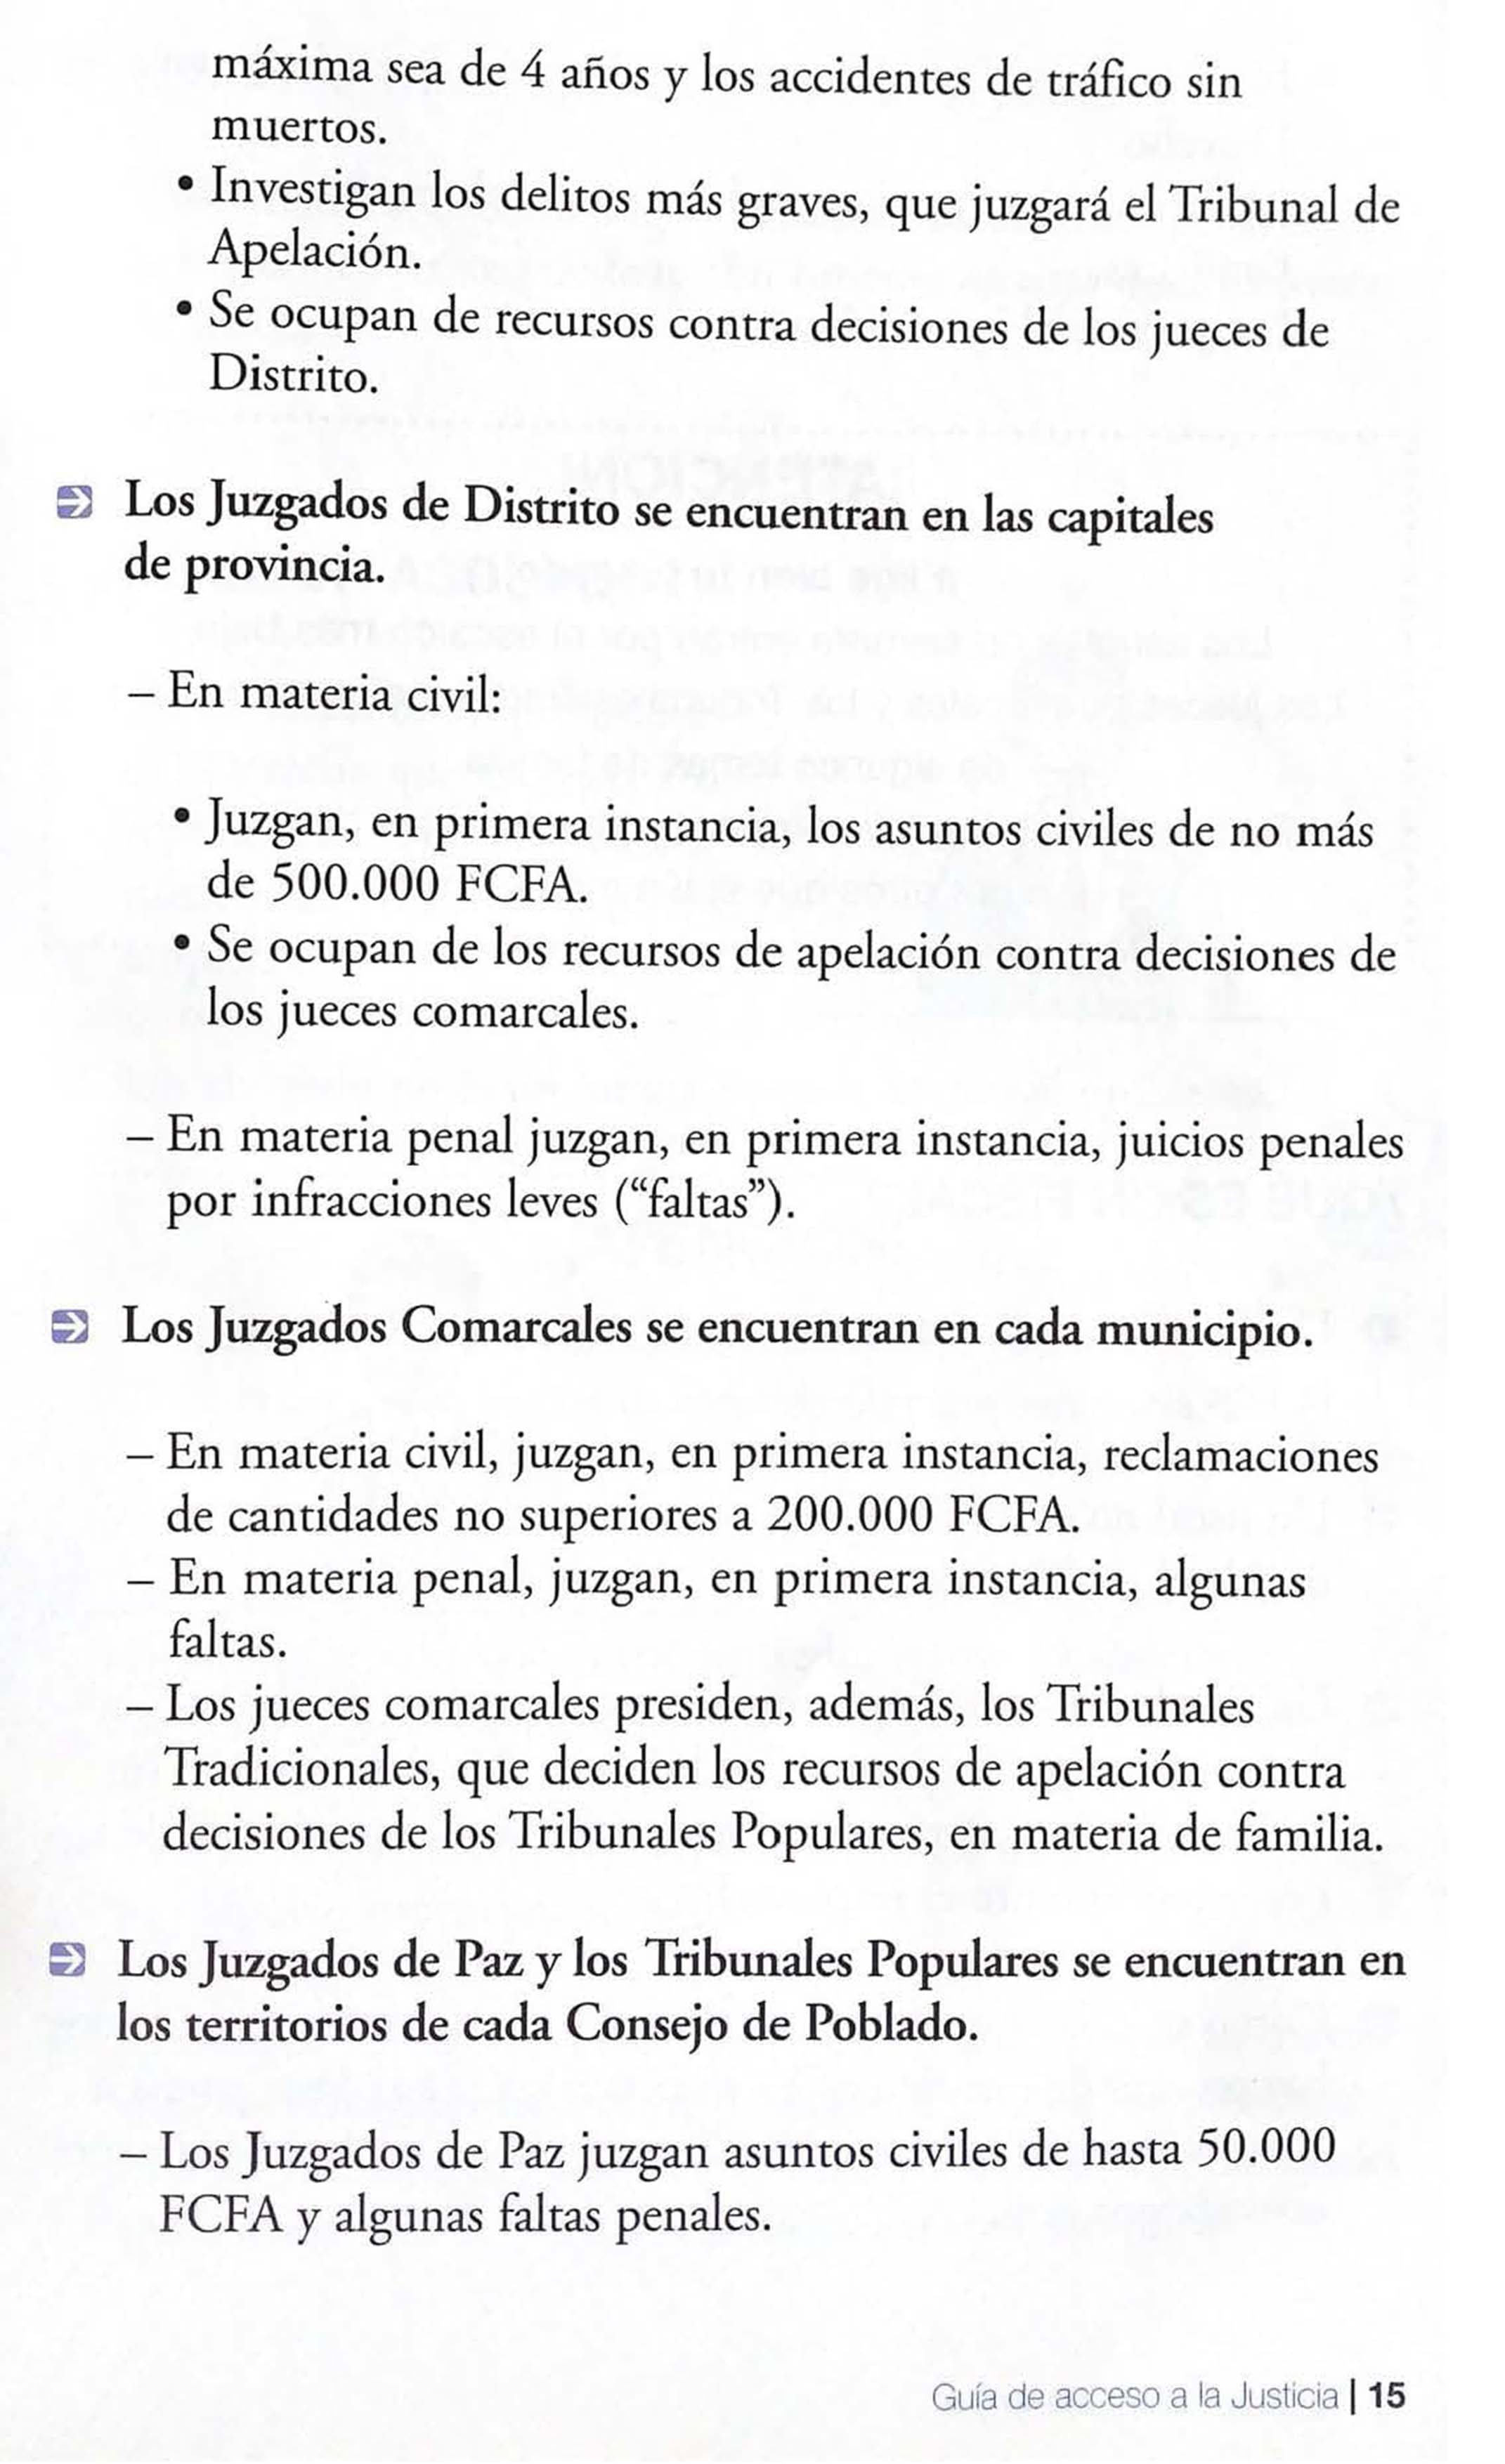 máxima sea de 4 años y los accidentes de tráfico sin
muertos.
• Investigan los delitos más graves, que juzgará el Tribunal de
Apelación.
• Se ocupan de recursos contra decisiones de los jueces de
Distrito.
Los Juzgados de Distrito se encuentran en las capitales
de provincia.
– En materia civil:
• Juzgan, en primera instancia, los asuntos civiles de no más
de 500.000 FCFA.
• Se ocupan de los recursos de apelación contra decisiones de
los jueces comarcales.
– En materia penal juzgan, en primera instancia, juicios penales
por infracciones leves (“faltas”).
Los Juzgados Comarcales se encuentran en cada municipio.
– En materia civil, juzgan, en primera instancia, reclamaciones
de cantidades no superiores a 200.000 FCFA.
– En materia penal, juzgan, en primera instancia, algunas
faltas.
– Los jueces comarcales presiden, además, los Tribunales
Tradicionales, que deciden los recursos de apelación contra
decisiones de los Tribunales Populares, en materia de familia.
Los Juzgados de Paz y los Tribunales Populares se encuentran en
los territorios de cada Consejo de Poblado.
– Los Juzgados de Paz juzgan asuntos civiles de hasta 50.000
FCFA y algunas faltas penales.
Guía de acceso a la Justicia | 15